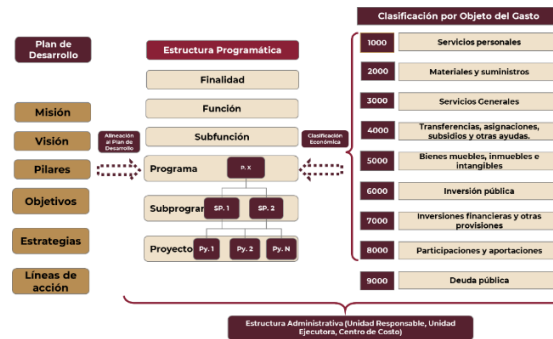 Plan de
Desarrollo
Misión
Visión
Pilares
Objetivos
Estrategias
Líneas de
acción
Alineación
al Plan de
Desarrollo
Estructura Programática
Finalidad
Función
Subfunción
Programa
P. X
Subprogram
SP. 1
SP. 2
Proyecto
Py. 1
Py. 2
Py. N
Clasificación
Económica
Clasificación por Objeto del Gasto
1000
Servicios personales
2000
Materiales y suministros
3000
Servicios Generales
4000
Transferencias, asignaciones,
subsidios y otras ayudas.
5000
Bienes muebles, inmuebles e
intangibles
6000
Inversión pública
7000
Inversiones financieras y otras
provisiones
8000
Participaciones y aportaciones
9000
Deuda pública
Estructura Administrativa (Unidad Responsable, Unidad
Ejecutora, Centro de Costo)